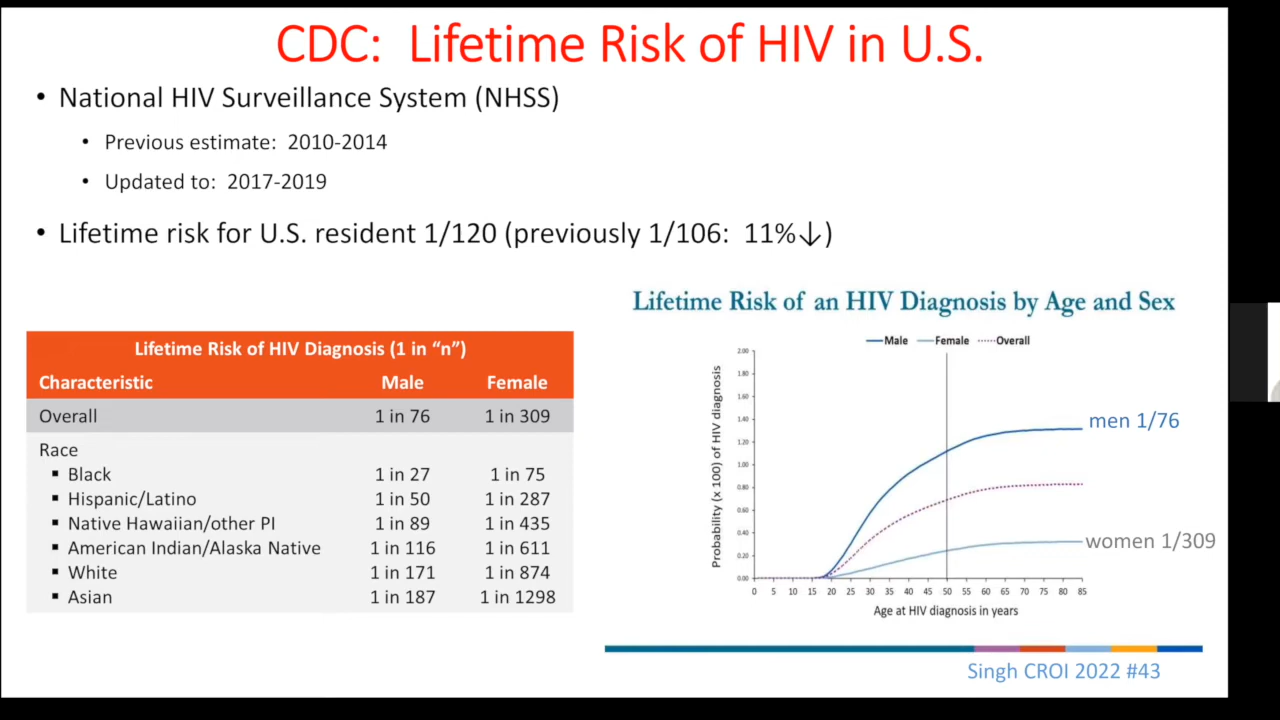 CDC:  Lifetime Risk of HIV in U.S.
• National HIV Surveillance System (NHSS)
• Previous estimate:  2010-2014
• Updated to:  2017-2019
• Lifetime risk for U.S. resident 1/120 (previously 1/106:  11%↓)
Lifetime Risk of HIV Diagnosis (1 in “n”)
Characteristic Male Female
Overall 1 in 76 1 in 309
Race
▪ Black 1 in 27 1 in 75
▪ Hispanic/Latino 1 in 50 1 in 287
▪ Native Hawaiian/other PI 1 in 89 1 in 435
▪ American Indian/Alaska Native 1 in 116 1 in 611
▪ White 1 in 171 1 in 874
▪ Asian 1 in 187 1 in 1298
Lifetime Risk of an HIV Diagnosis by Age and Sex
Male Female Overall
Probability (x 100) of HIV diagnosis
2.00
1.80
1.60
1.40
1.20
1.00
0.80
0.60
0.40
0.20
0.00
men 1/76
women 1/309
0 5 10 15 20 25 30 35 40 45 50 55 60 65 70 75 80 85
Age at HIV diagnosis in years
Singh CROI 2022 #43